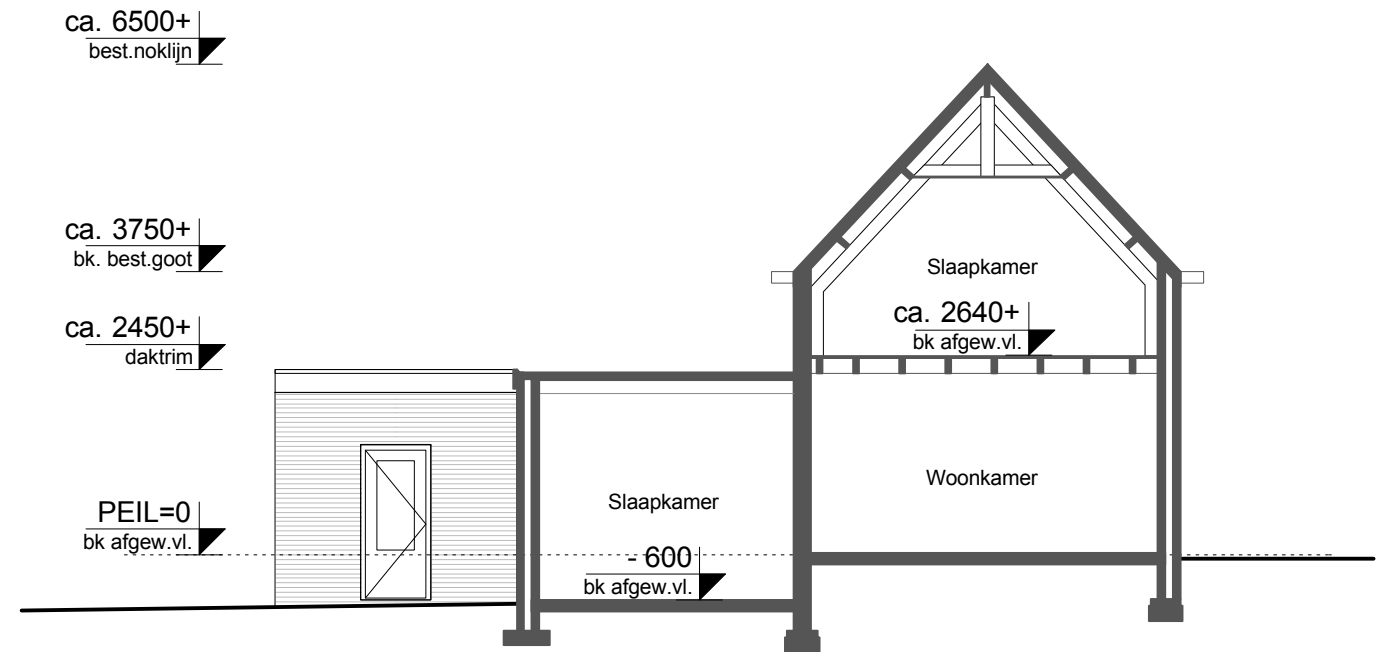 ca. 6500+
best.noklijn
ca. 3750+
bk. best.goot
ca. 2450+
daktrim
PEIL=0
bk afgew.vl.
Slaapkamer
ca. 2640+
bk afgew.vl.
Woonkamer
Slaapkamer
- 600
bk afgew.vl.